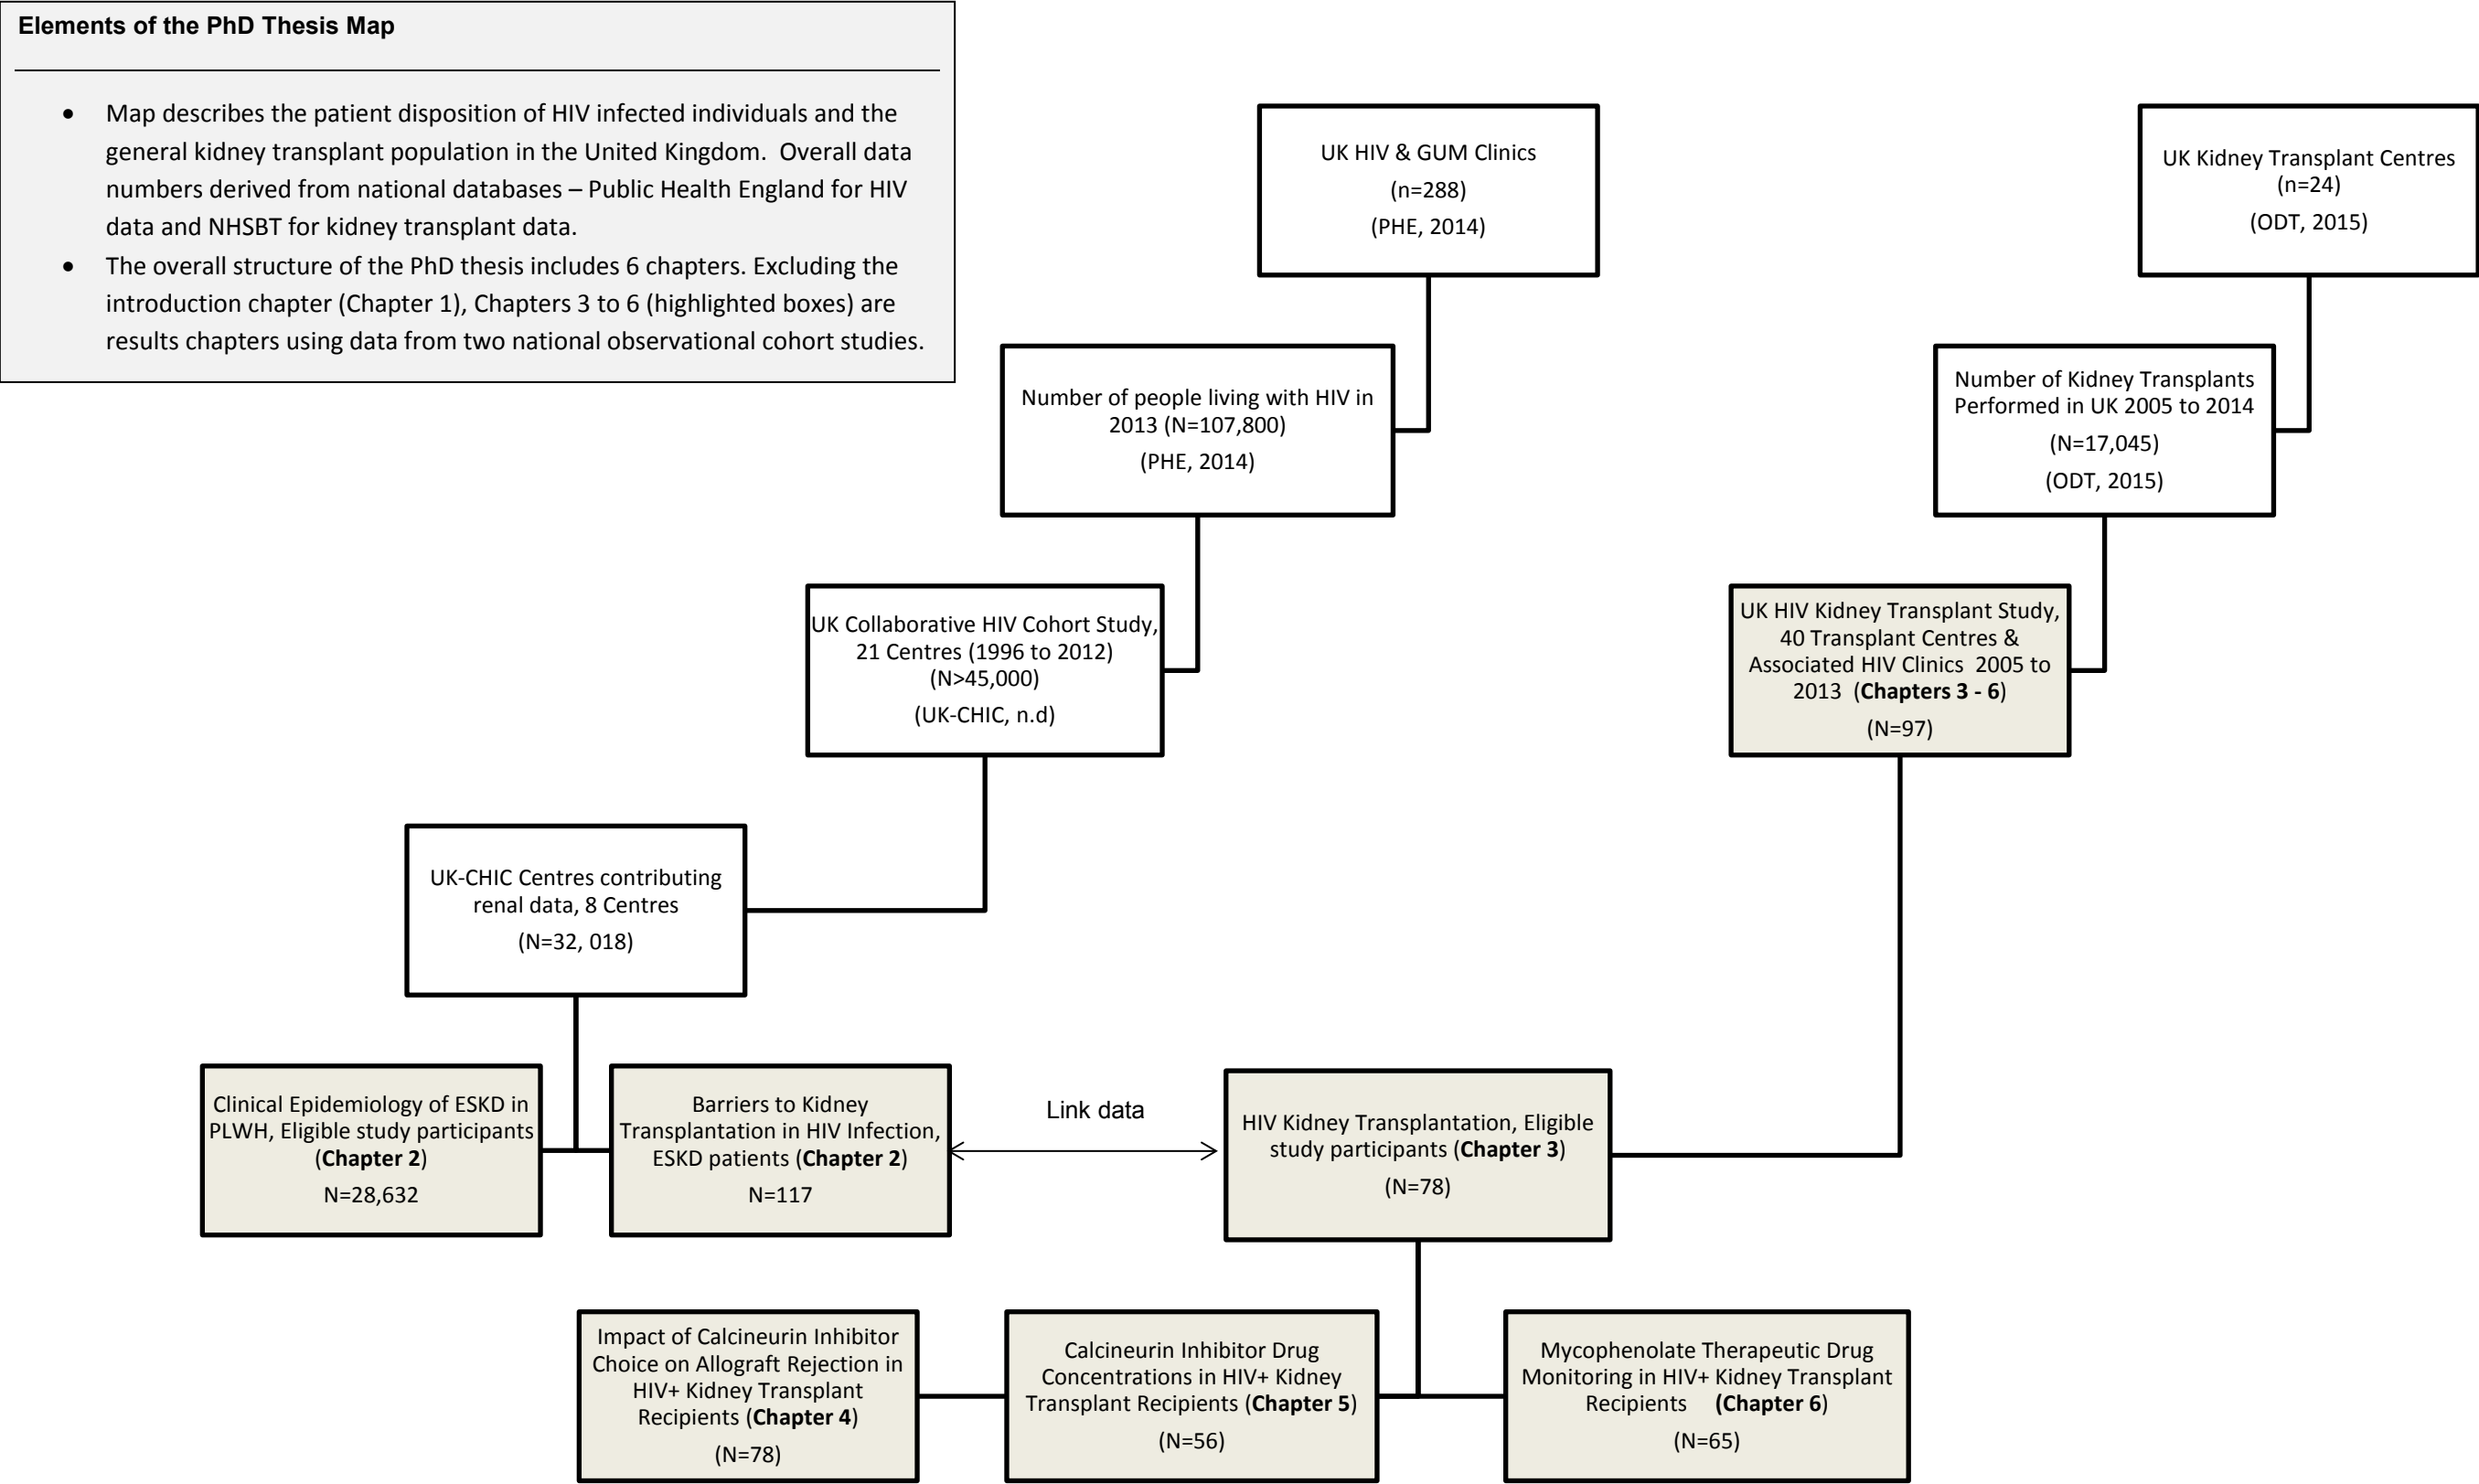 Elements of the PhD Thesis Map
• Map describes the patient disposition of HIV infected individuals and the
general kidney transplant population in the United Kingdom.  Overall data
numbers derived from national databases – Public Health England for HIV
data and NHSBT for kidney transplant data.
• The overall structure of the PhD thesis includes 6 chapters. Excluding the
introduction chapter (Chapter 1), Chapters 3 to 6 (highlighted boxes) are
results chapters using data from two national observational cohort studies.
UK HIV & GUM Clinics
(n=288)
(PHE, 2014)
UK Kidney Transplant Centres
(n=24)
(ODT, 2015)
Number of people living with HIV in
2013 (N=107,800)
(PHE, 2014)
Number of Kidney Transplants
Performed in UK 2005 to 2014
(N=17,045)
(ODT, 2015)
UK Collaborative HIV Cohort Study,
21 Centres (1996 to 2012)
(N>45,000)
(UK-CHIC, n.d)
UK HIV Kidney Transplant Study,
40 Transplant Centres &
Associated HIV Clinics  2005 to
2013  (Chapters 3 - 6)
(N=97)
UK-CHIC Centres contributing
renal data, 8 Centres
(N=32, 018)
Clinical Epidemiology of ESKD in
PLWH, Eligible study participants
(Chapter 2)
N=28,632
Barriers to Kidney
Transplantation in HIV Infection,
ESKD patients (Chapter 2)
N=117
Link data
HIV Kidney Transplantation, Eligible
study participants (Chapter 3)
(N=78)
Impact of Calcineurin Inhibitor
Choice on Allograft Rejection in
HIV+ Kidney Transplant
Recipients (Chapter 4)
(N=78)
Calcineurin Inhibitor Drug
Concentrations in HIV+ Kidney
Transplant Recipients (Chapter 5)
(N=56)
Mycophenolate Therapeutic Drug
Monitoring in HIV+ Kidney Transplant
Recipients    (Chapter 6)
(N=65)